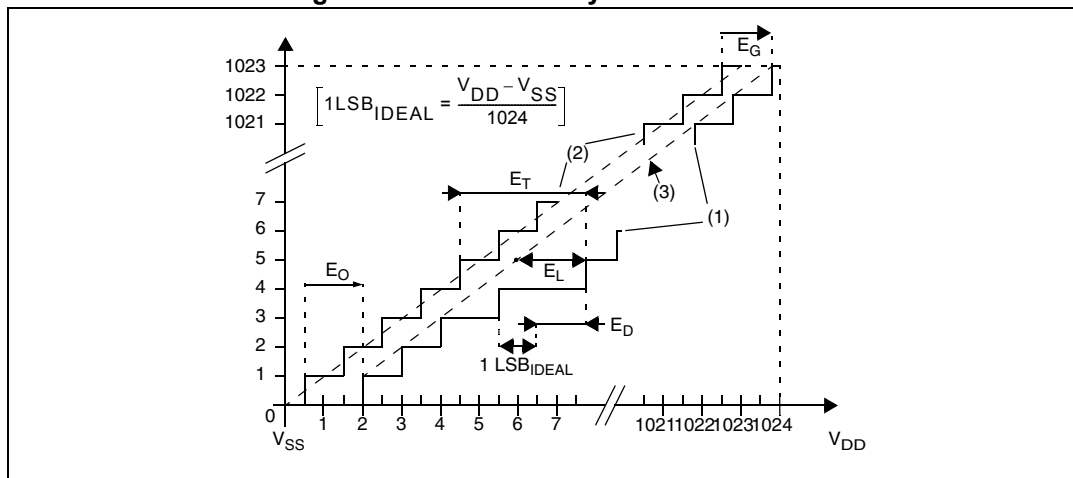 E_G
1023
1022
1021
[1LSB_IDEAL = (V_DD – V_SS) / 1024]
(2)
E_T
(3)
(1)
7
6
5
4
3
2
1
0
E_O
E_L
E_D
1 LSB_IDEAL
1 2 3 4 5 6 7 1021 1022 1023 1024
V_SS
V_DD